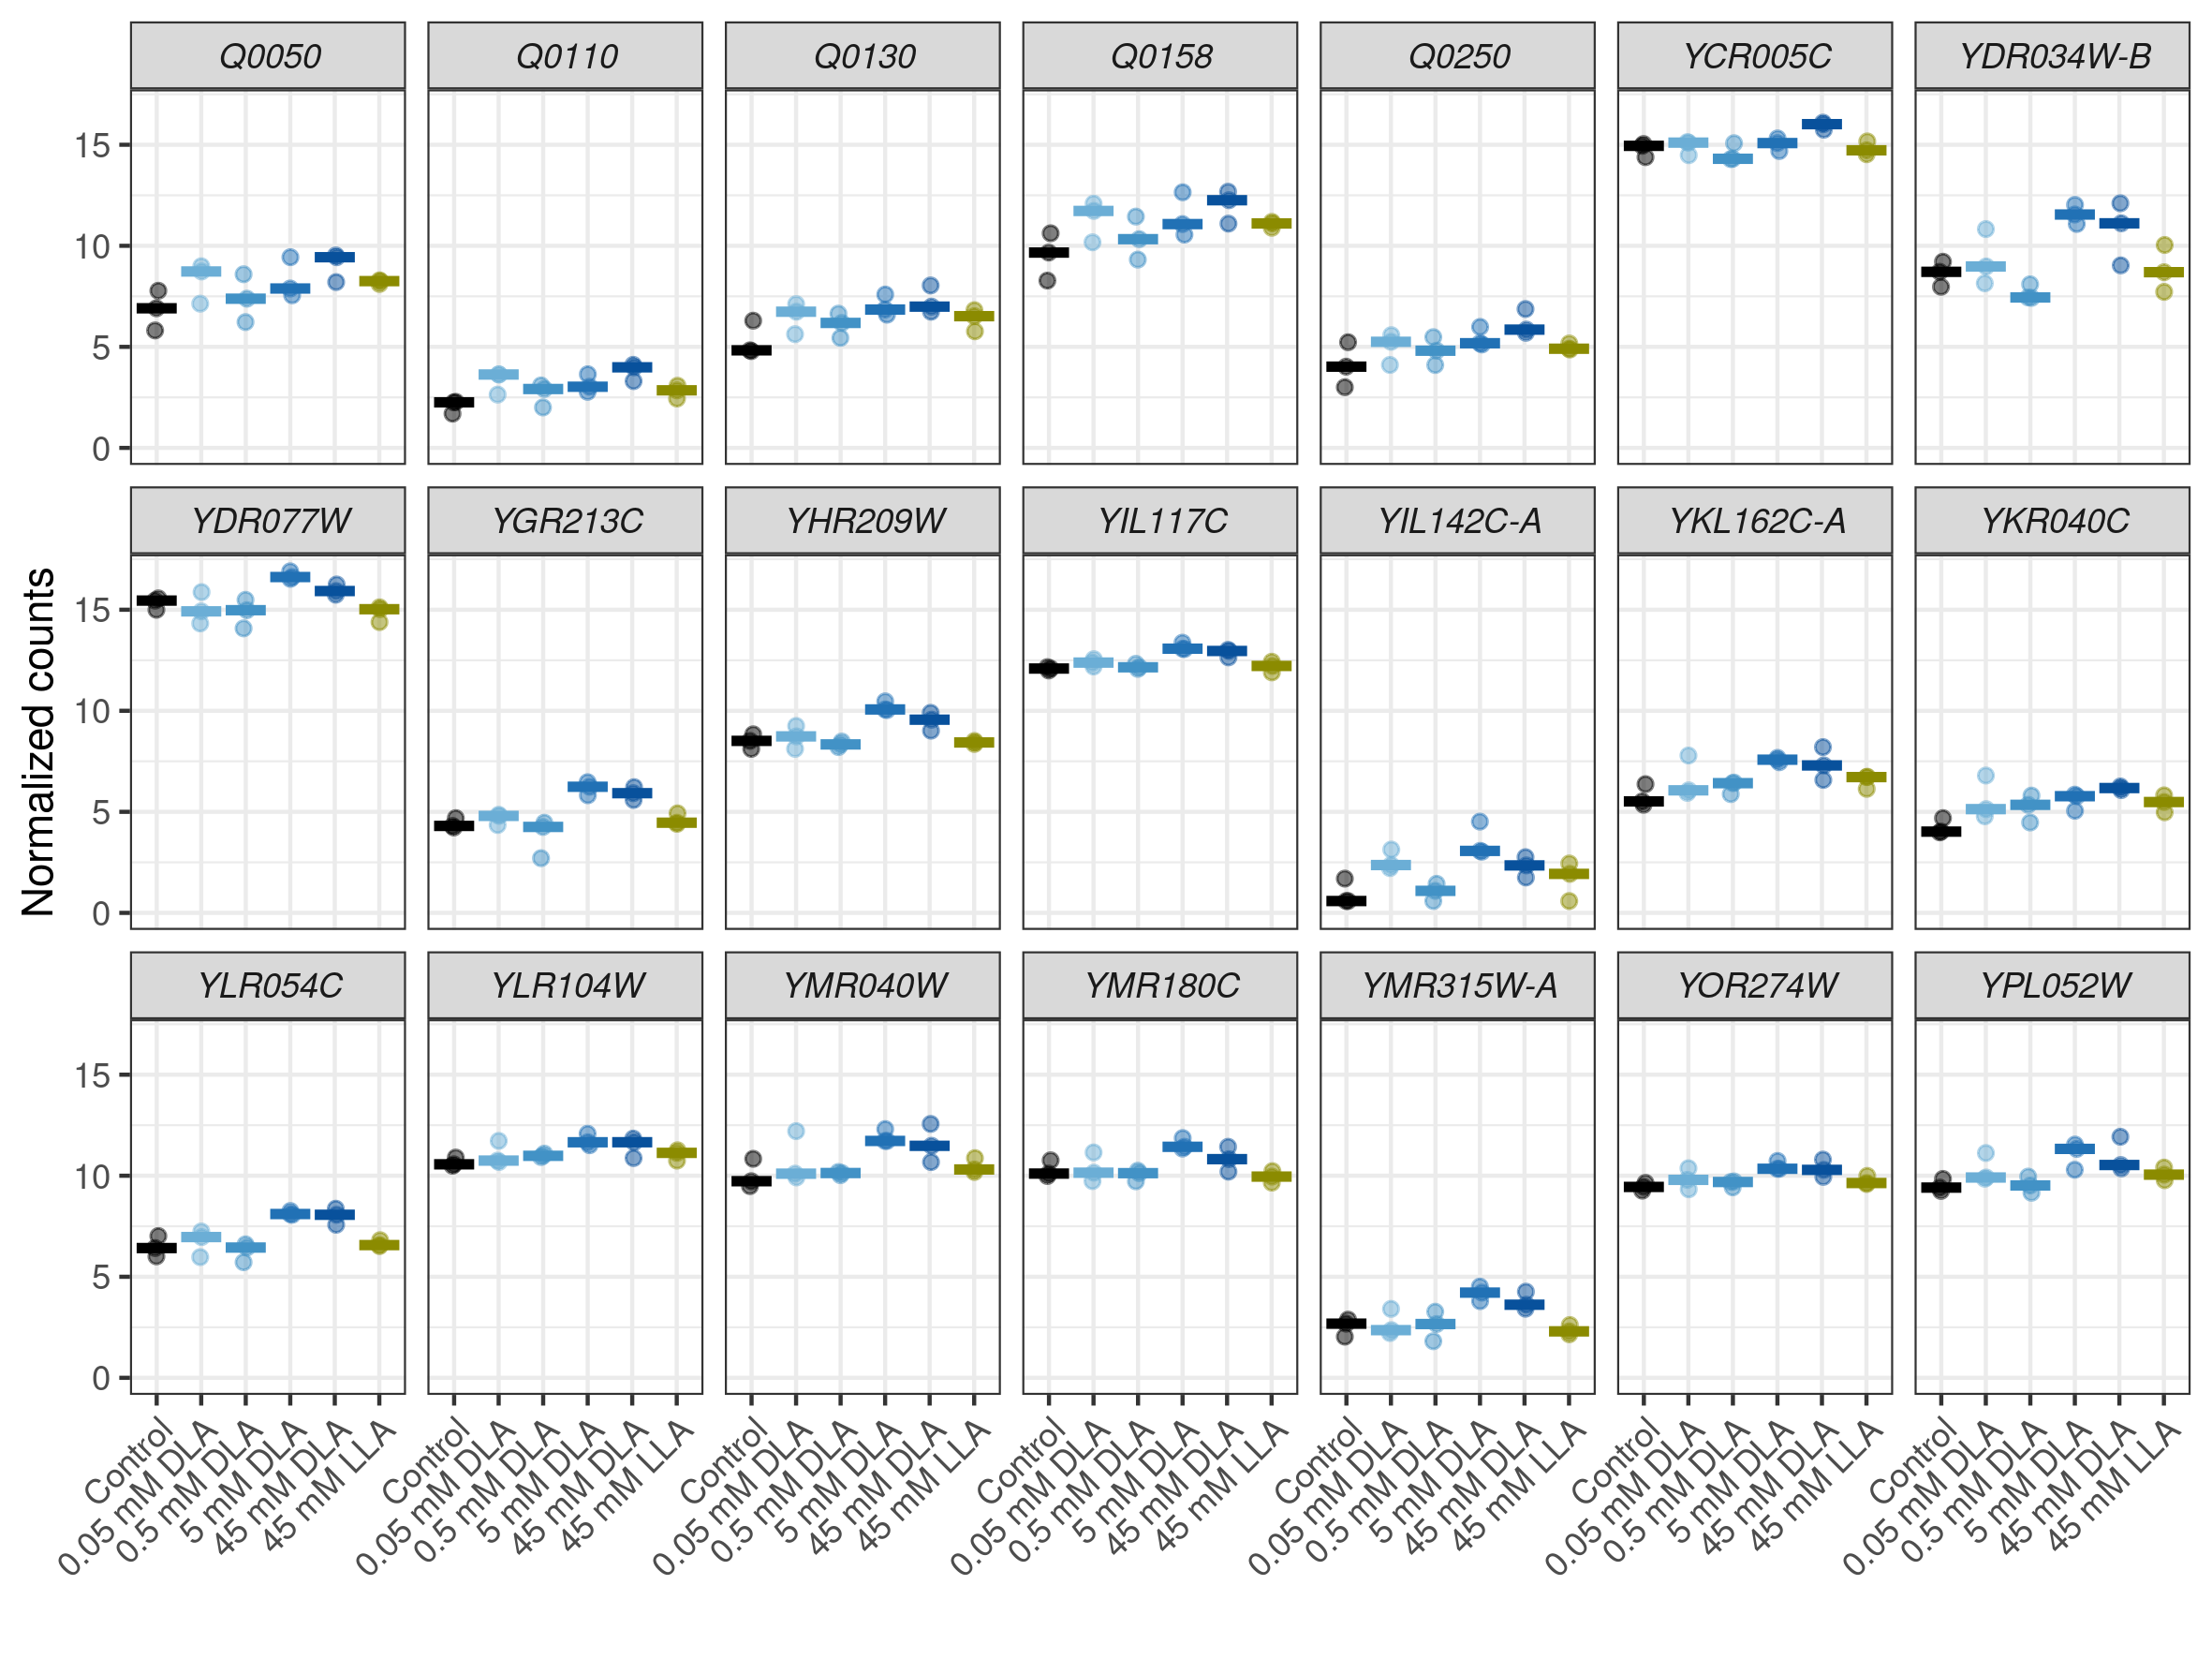 Q0050 Q0110 Q0130 Q0158 Q0250 YCR005C YDR034W-B
15
10
5
0
YDR077W YGR213C YHR209W YIL117C YIL142C-A YKL162C-A YKR040C
15
10
5
0
Normalized counts
YLR054C YLR104W YMR040W YMR180C YMR315W-A YOR274W YPL052W
15
10
5
0
Control 0.05 mM DLA 0.5 mM DLA 5 mM DLA 45 mM DLA 45 mM LLA
Control 0.05 mM DLA 0.5 mM DLA 5 mM DLA 45 mM DLA 45 mM LLA
Control 0.05 mM DLA 0.5 mM DLA 5 mM DLA 45 mM DLA 45 mM LLA
Control 0.05 mM DLA 0.5 mM DLA 5 mM DLA 45 mM DLA 45 mM LLA
Control 0.05 mM DLA 0.5 mM DLA 5 mM DLA 45 mM DLA 45 mM LLA
Control 0.05 mM DLA 0.5 mM DLA 5 mM DLA 45 mM DLA 45 mM LLA
Control 0.05 mM DLA 0.5 mM DLA 5 mM DLA 45 mM DLA 45 mM LLA